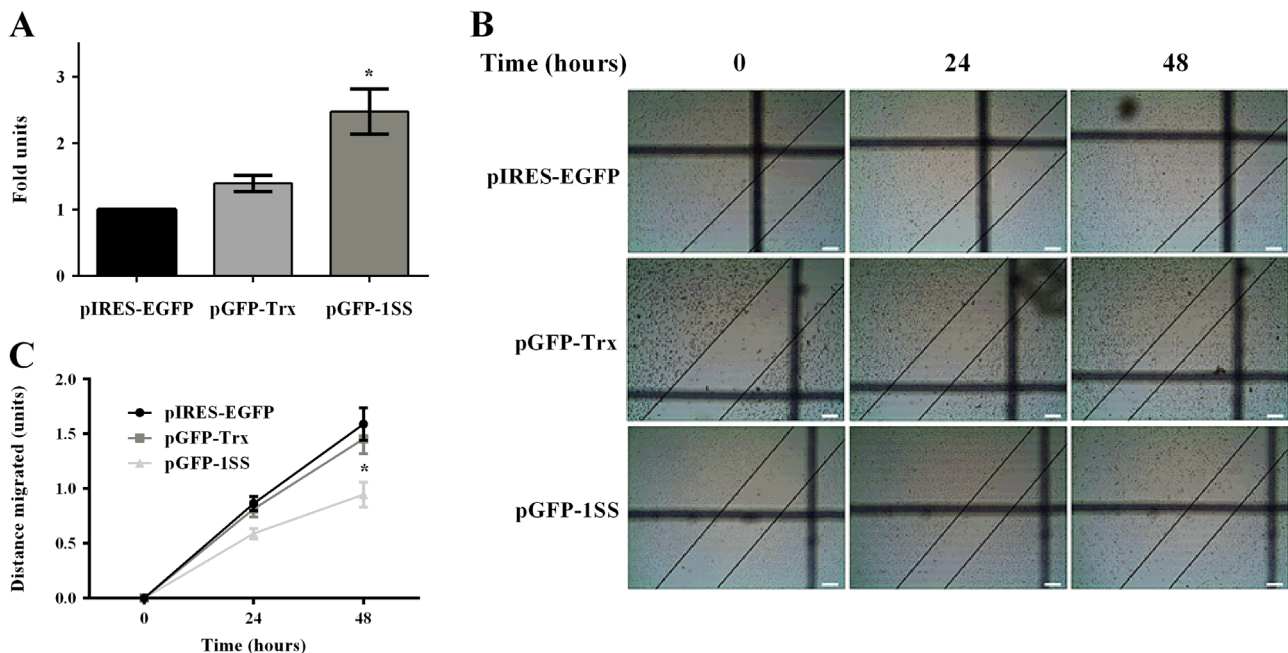 A
Fold units
3
2
1
0
*
pIRES-EGFP pGFP-Trx pGFP-1SS
B
Time (hours) 0 24 48
pIRES-EGFP
pGFP-Trx
pGFP-1SS
C
Distance migrated (units)
2.0
1.5
1.0
0.5
0.0
pIRES-EGFP
pGFP-Trx
pGFP-1SS
*
0 24 48
Time (hours)